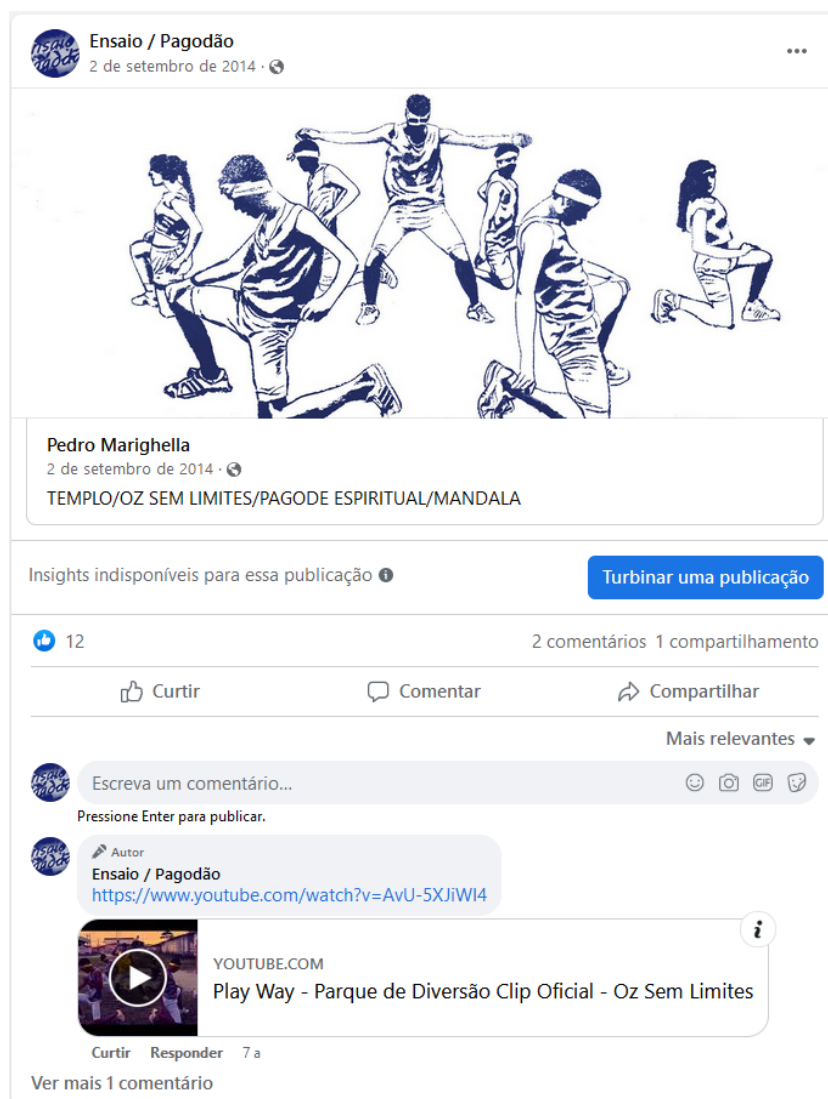 Ensaio / Pagodão
2 de setembro de 2014 ·
Pedro Marighella
2 de setembro de 2014 ·
TEMPLO/OZ SEM LIMITES/PAGODE ESPIRITUAL/MANDALA
Insights indisponíveis para essa publicação
Turbinar uma publicação
12
2 comentários 1 compartilhamento
Curtir
Comentar
Compartilhar
Mais relevantes
Escreva um comentário...
GIF
Pressione Enter para publicar.
Autor
Ensaio / Pagodão
https://www.youtube.com/watch?v=AvU-5XJiWI4
YOUTUBE.COM
Play Way - Parque de Diversão Clip Oficial - Oz Sem Limites
Curtir Responder 7 a
Ver mais 1 comentário